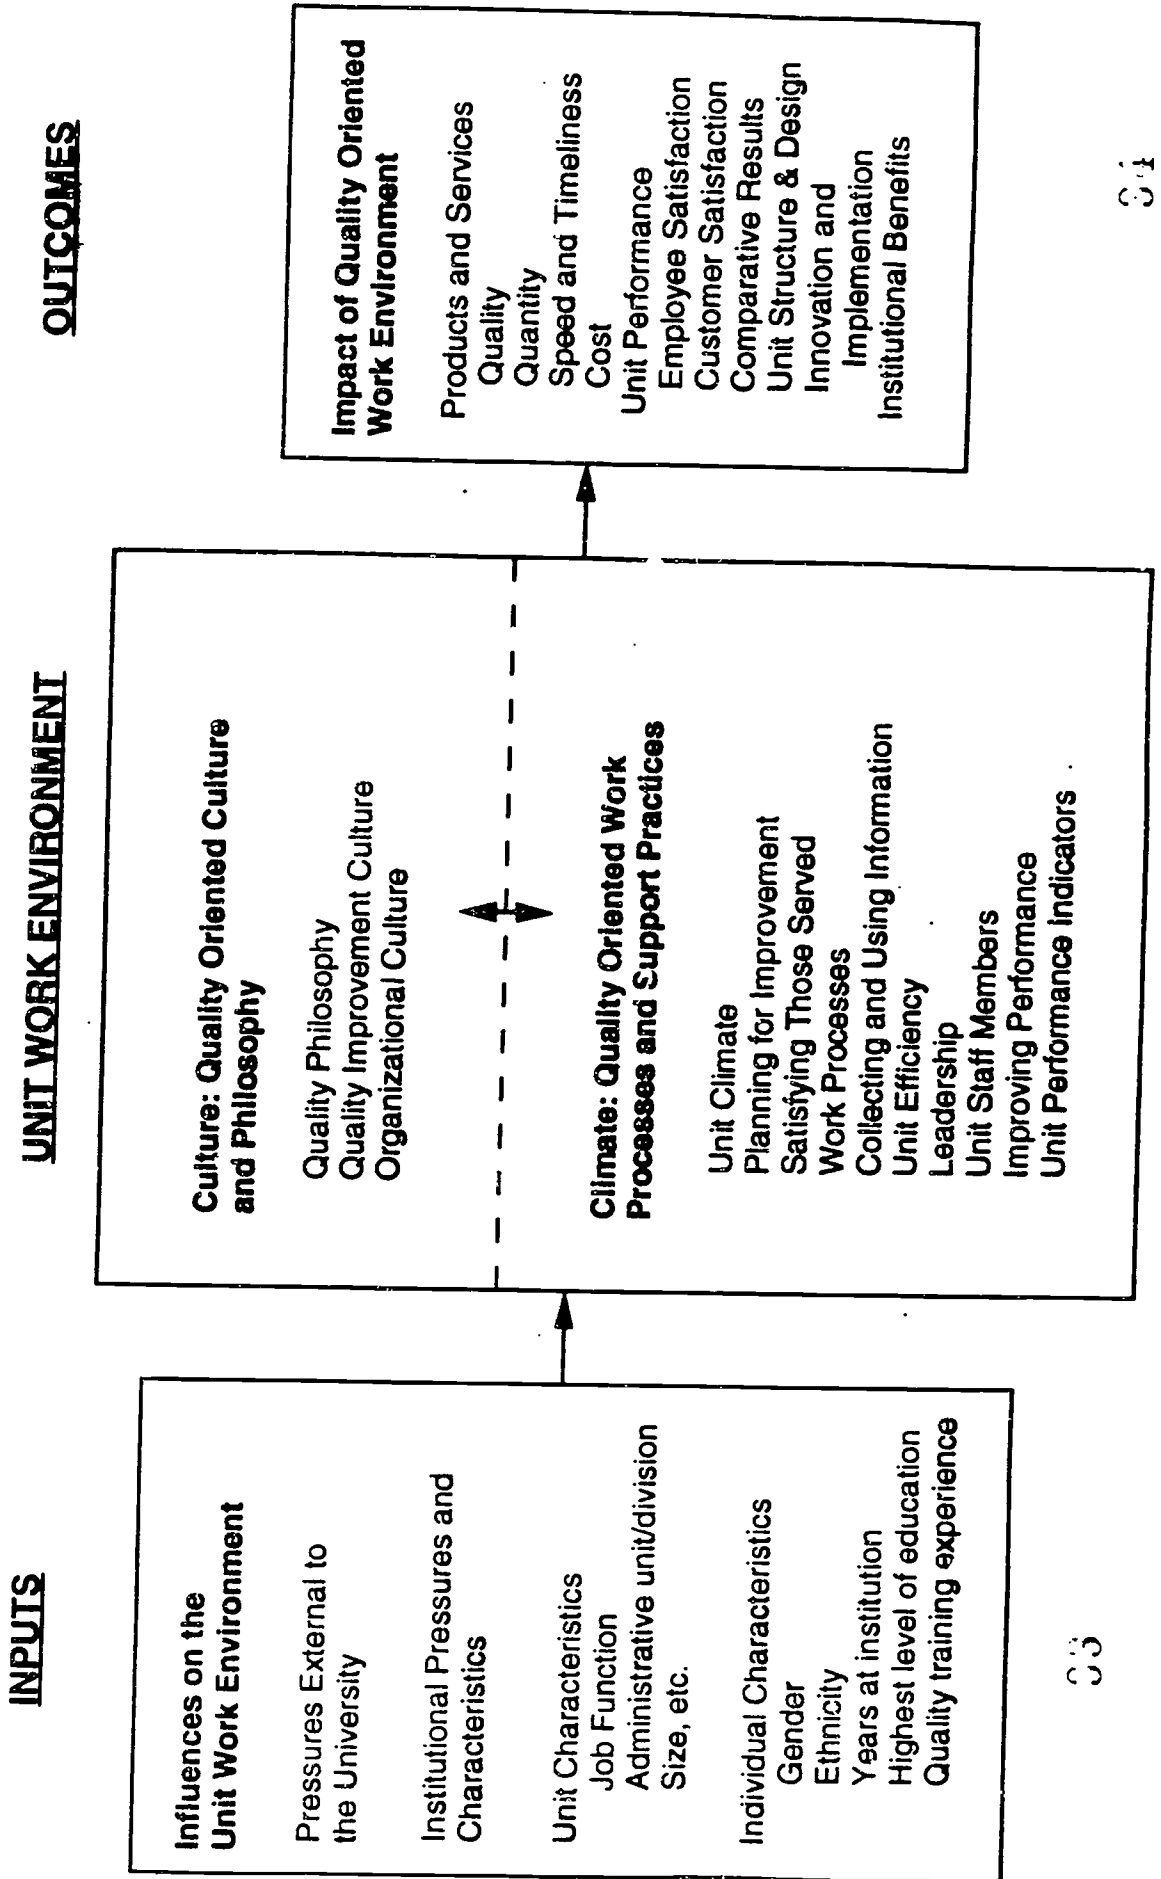 INPUTS
Influences on the
Unit Work Environment
Pressures External to
the University
Institutional Pressures and
Characteristics
Unit Characteristics
Job Function
Administrative unit/division
Size, etc.
Individual Characteristics
Gender
Ethnicity
Years at institution
Highest level of education
Quality training experience
UNIT WORK ENVIRONMENT
Culture: Quality Oriented Culture
and Philosophy
Quality Philosophy
Quality Improvement Culture
Organizational Culture
Climate: Quality Oriented Work
Processes and Support Practices
Unit Climate
Planning for Improvement
Satisfying Those Served
Work Processes
Collecting and Using Information
Unit Efficiency
Leadership
Unit Staff Members
Improving Performance
Unit Performance Indicators
OUTCOMES
Impact of Quality Oriented
Work Environment
Products and Services
Quality
Quantity
Speed and Timeliness
Cost
Unit Performance
Employee Satisfaction
Customer Satisfaction
Comparative Results
Unit Structure & Design
Innovation and
Implementation
Institutional Benefits